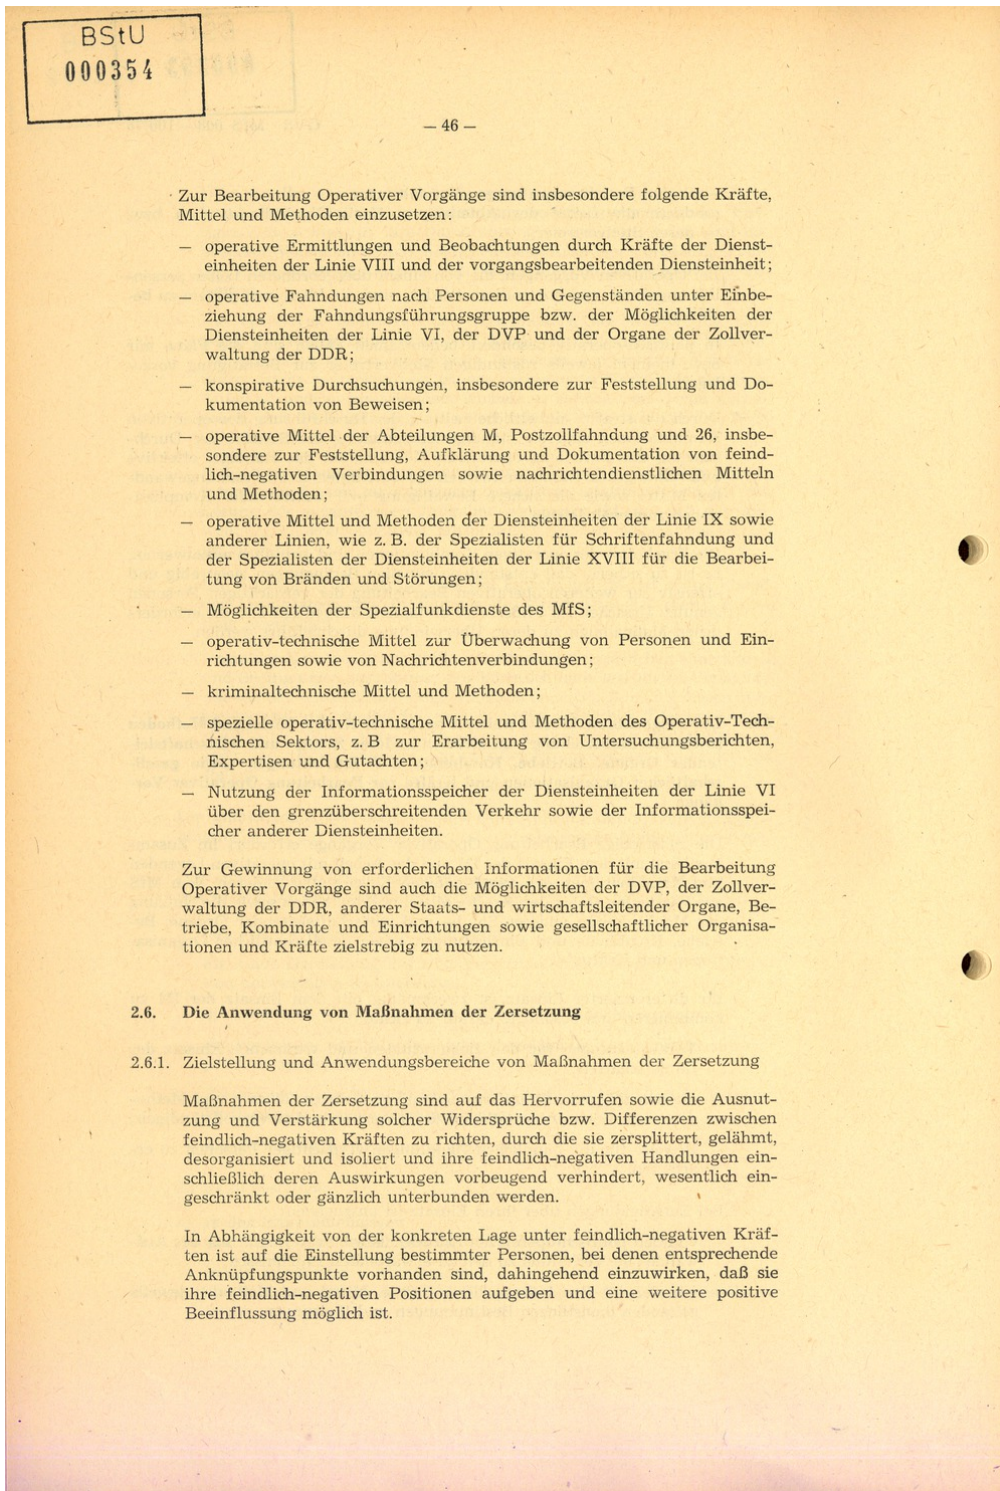 BStU
000354
— 46 —
Zur Bearbeitung Operativer Vorgänge sind insbesondere folgende Kräfte,
Mittel und Methoden einzusetzen:
— operative Ermittlungen und Beobachtungen durch Kräfte der Dienst-
einheiten der Linie VIII und der vorgangsbearbeitenden Diensteinheit;
— operative Fahndungen nach Personen und Gegenständen unter Einbe-
ziehung der Fahndungsführungsgruppe bzw. der Möglichkeiten der
Diensteinheiten der Linie VI, der DVP und der Organe der Zollver-
waltung der DDR;
— konspirative Durchsuchungen, insbesondere zur Feststellung und Do-
kumentation von Beweisen;
— operative Mittel der Abteilungen M, Postzollfahndung und 26, insbe-
sondere zur Feststellung, Aufklärung und Dokumentation von feind-
lich-negativen Verbindungen sowie nachrichtendienstlichen Mitteln
und Methoden;
— operative Mittel und Methoden der Diensteinheiten der Linie IX sowie
anderer Linien, wie z. B. der Spezialisten für Schriftenfahndung und
der Spezialisten der Diensteinheiten der Linie XVIII für die Bearbei-
tung von Bränden und Störungen;
— Möglichkeiten der Spezialfunkdienste des MfS;
— operativ-technische Mittel zur Überwachung von Personen und Ein-
richtungen sowie von Nachrichtenverbindungen;
— kriminaltechnische Mittel und Methoden;
— spezielle operativ-technische Mittel und Methoden des Operativ-Tech-
nischen Sektors, z. B zur Erarbeitung von Untersuchungsberichten,
Expertisen und Gutachten;
— Nutzung der Informationsspeicher der Diensteinheiten der Linie VI
über den grenzüberschreitenden Verkehr sowie der Informationsspei-
cher anderer Diensteinheiten.
Zur Gewinnung von erforderlichen Informationen für die Bearbeitung
Operativer Vorgänge sind auch die Möglichkeiten der DVP, der Zollver-
waltung der DDR, anderer Staats- und wirtschaftsleitender Organe, Be-
triebe, Kombinate und Einrichtungen sowie gesellschaftlicher Organisa-
tionen und Kräfte zielstrebig zu nutzen.
2.6. Die Anwendung von Maßnahmen der Zersetzung
2.6.1. Zielstellung und Anwendungsbereiche von Maßnahmen der Zersetzung
Maßnahmen der Zersetzung sind auf das Hervorrufen sowie die Ausnut-
zung und Verstärkung solcher Widersprüche bzw. Differenzen zwischen
feindlich-negativen Kräften zu richten, durch die sie zersplittert, gelähmt,
desorganisiert und isoliert und ihre feindlich-negativen Handlungen ein-
schließlich deren Auswirkungen vorbeugend verhindert, wesentlich ein-
geschränkt oder gänzlich unterbunden werden.
In Abhängigkeit von der konkreten Lage unter feindlich-negativen Kräf-
ten ist auf die Einstellung bestimmter Personen, bei denen entsprechende
Anknüpfungspunkte vorhanden sind, dahingehend einzuwirken, daß sie
ihre feindlich-negativen Positionen aufgeben und eine weitere positive
Beeinflussung möglich ist.